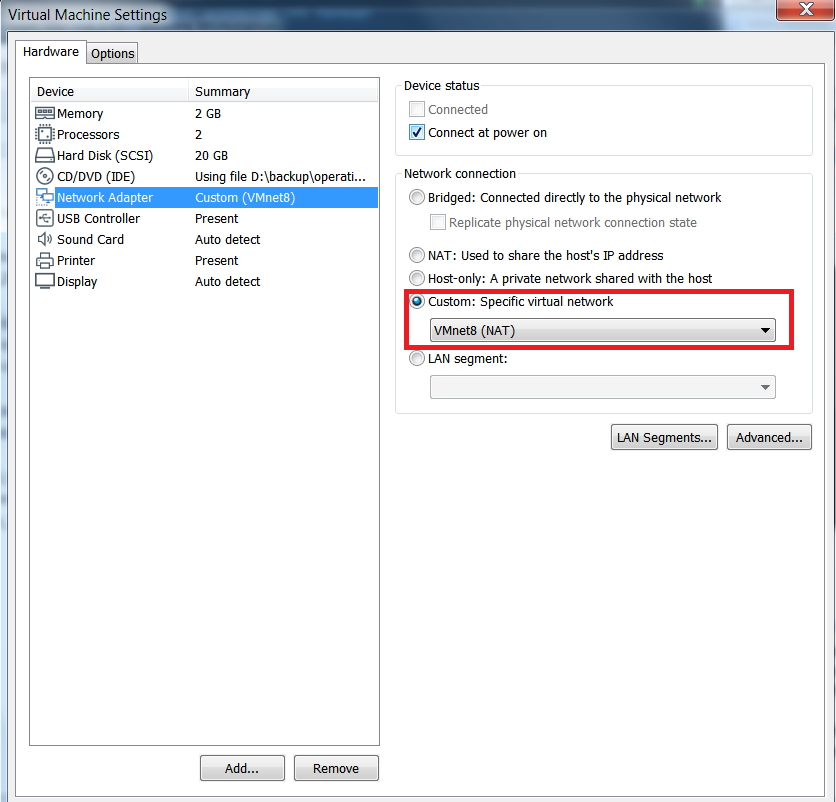 Virtual Machine Settings
Hardware
Options
Device Summary
Memory 2 GB
Processors 2
Hard Disk (SCSI) 20 GB
CD/DVD (IDE) Using file D:\backup\operati...
Network Adapter Custom (VMnet8)
USB Controller Present
Sound Card Auto detect
Printer Present
Display Auto detect
Add...
Remove
Device status
Connected
Connect at power on
Network connection
Bridged: Connected directly to the physical network
Replicate physical network connection state
NAT: Used to share the host's IP address
Host-only: A private network shared with the host
Custom: Specific virtual network
VMnet8 (NAT)
LAN segment:
LAN Segments...
Advanced...